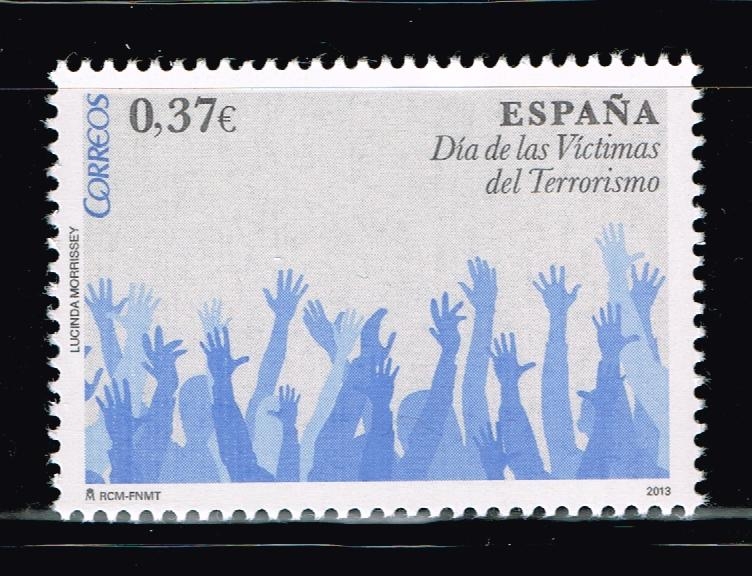 CORREOS
0,37€
ESPAÑA
Día de las Víctimas
del Terrorismo
LUCINDA MORRISSEY
RCM-FNMT
2013